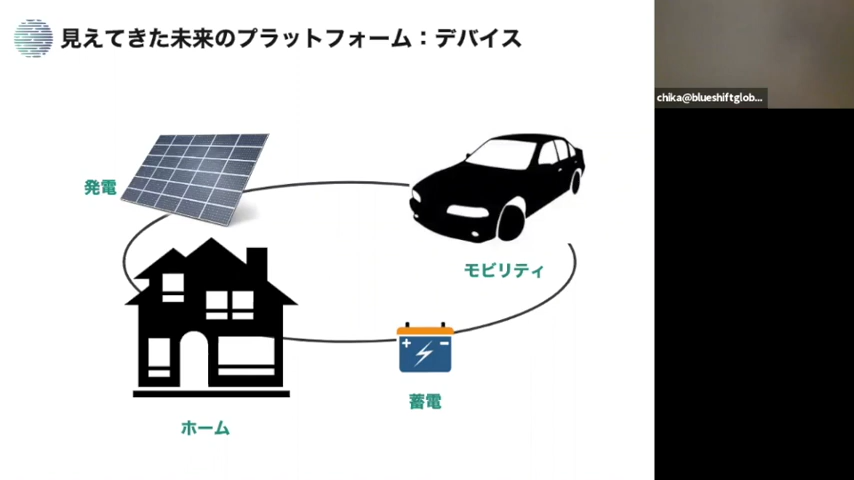 見えてきた未来のプラットフォーム：デバイス
chika@blueshiftglob...
発電
モビリティ
+ −
蓄電
ホーム